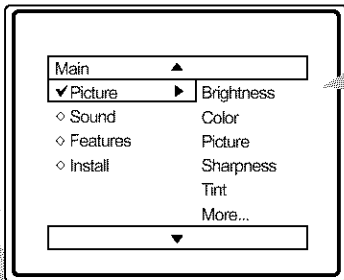 Main ▲
✔ Picture ▶ Brightness
◇ Sound Color
◇ Features Picture
◇ Install Sharpness
Tint
More...
▼